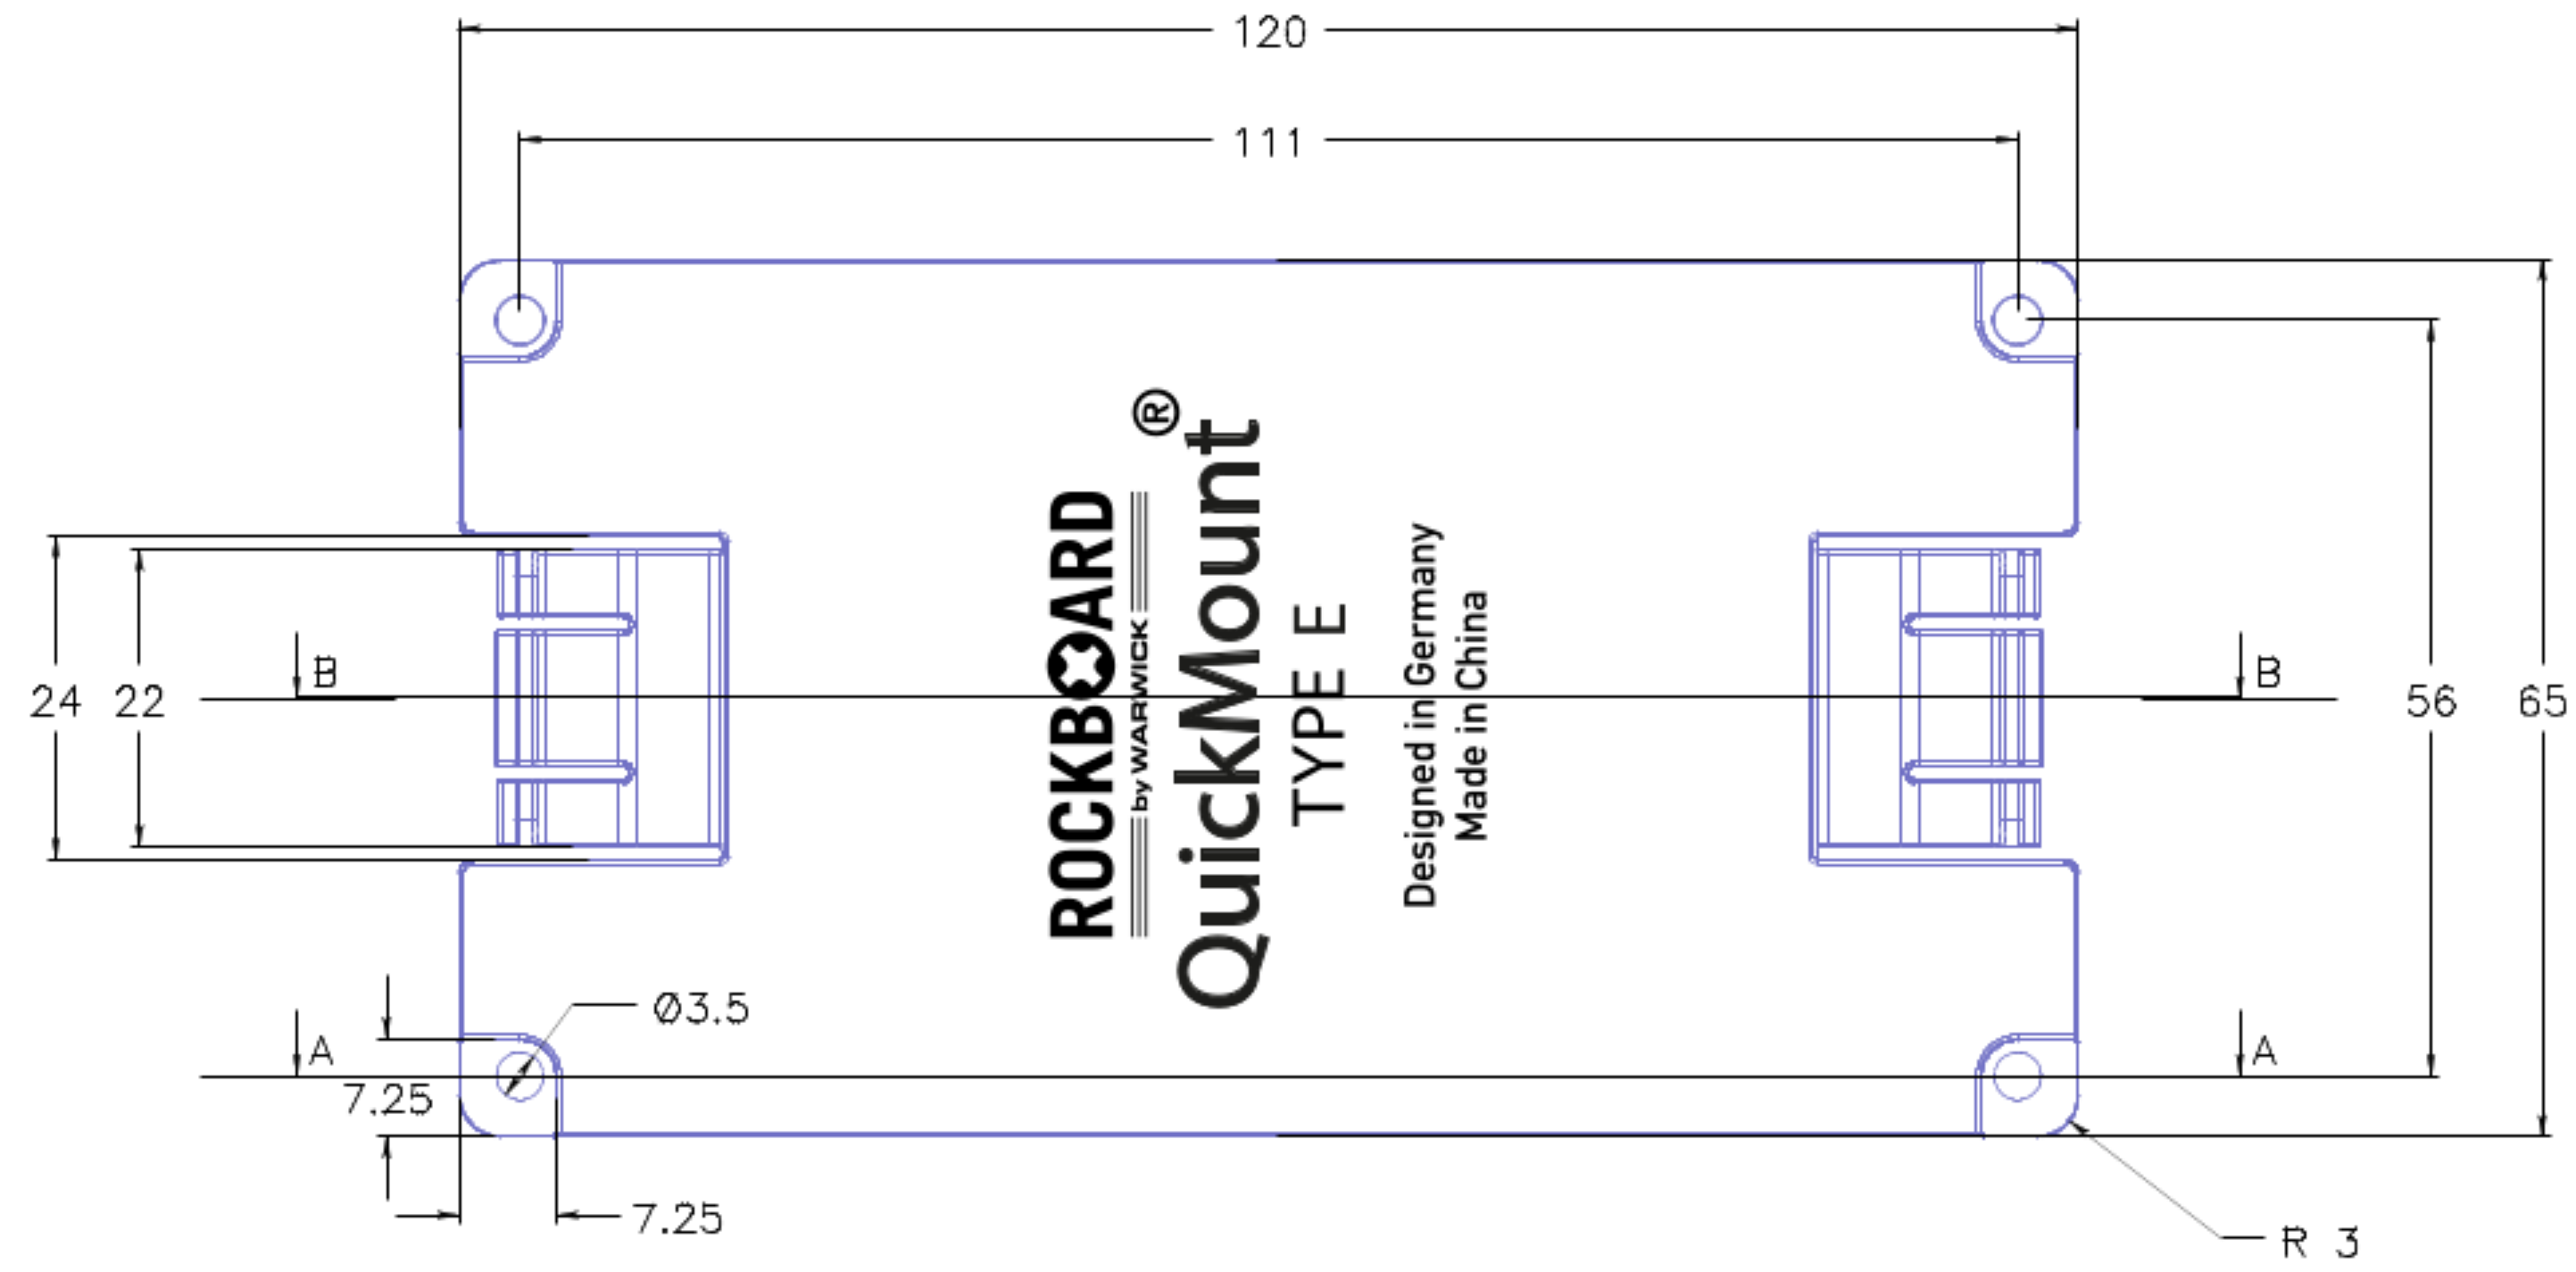 120
111
ROCKBOARD
by WARWICK
QuickMount®
TYPE E
Designed in Germany
Made in China
B
B
24
22
56
65
Ø3.5
A
A
7.25
7.25
R 3